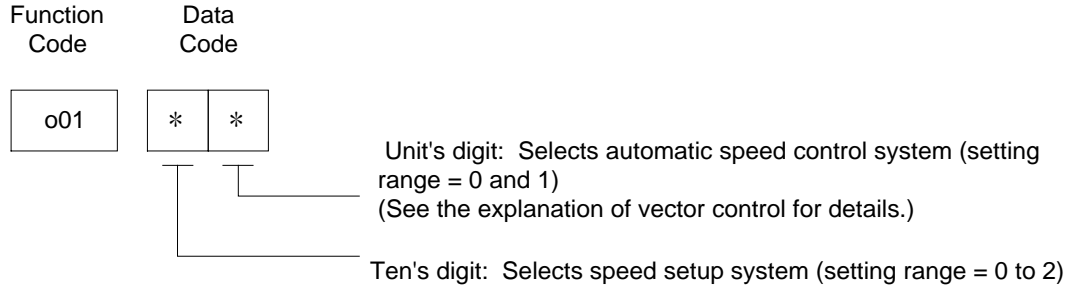 Function Data
Code Code
o01 * *
Unit's digit: Selects automatic speed control system (setting
range = 0 and 1)
(See the explanation of vector control for details.)
Ten's digit: Selects speed setup system (setting range = 0 to 2)